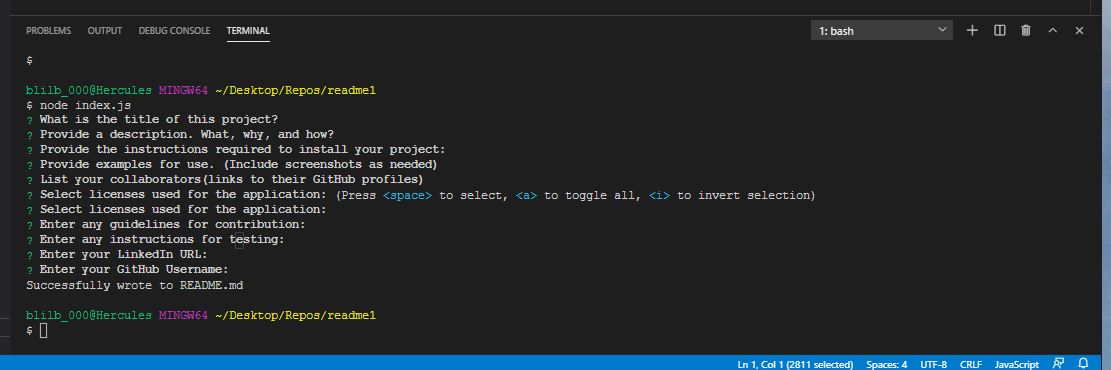 PROBLEMS OUTPUT DEBUG CONSOLE TERMINAL 1: bash
$
blilb_000@Hercules MINGW64 ~/Desktop/Repos/readme1
$ node index.js
? What is the title of this project?
? Provide a description. What, why, and how?
? Provide the instructions required to install your project:
? Provide examples for use. (Include screenshots as needed)
? List your collaborators(links to their GitHub profiles)
? Select licenses used for the application: (Press <space> to select, <a> to toggle all, <i> to invert selection)
? Select licenses used for the application:
? Enter any guidelines for contribution:
? Enter any instructions for testing:
? Enter your LinkedIn URL:
? Enter your GitHub Username:
Successfully wrote to README.md
blilb_000@Hercules MINGW64 ~/Desktop/Repos/readme1
$
Ln 1, Col 1 (2811 selected) Spaces: 4 UTF-8 CRLF JavaScript